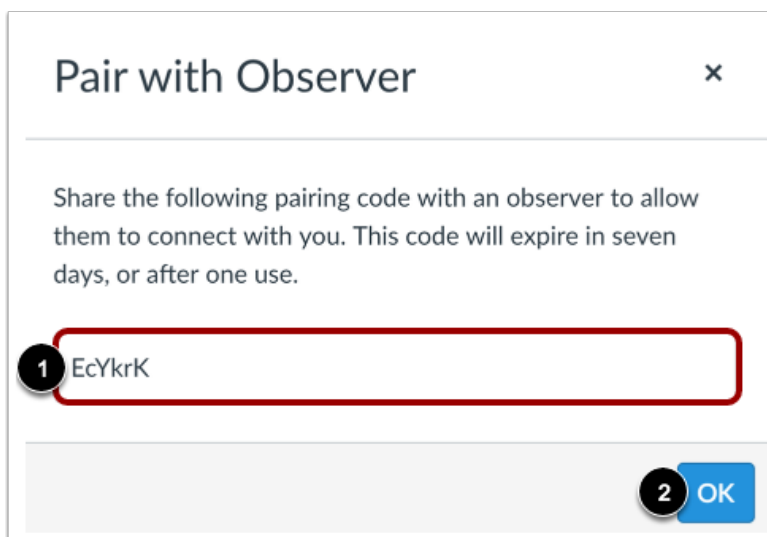 Pair with Observer ×
Share the following pairing code with an observer to allow
them to connect with you. This code will expire in seven
days, or after one use.
1 EcYkrK
2 OK